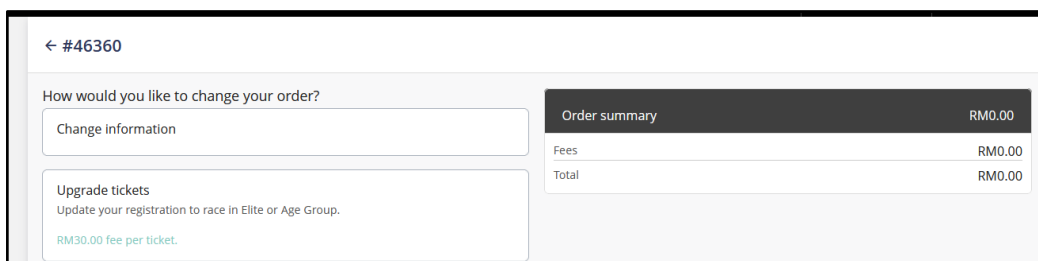 ← #46360
How would you like to change your order?
Change information
Upgrade tickets
Update your registration to race in Elite or Age Group.
RM30.00 fee per ticket.
Order summary RM0.00
Fees RM0.00
Total RM0.00